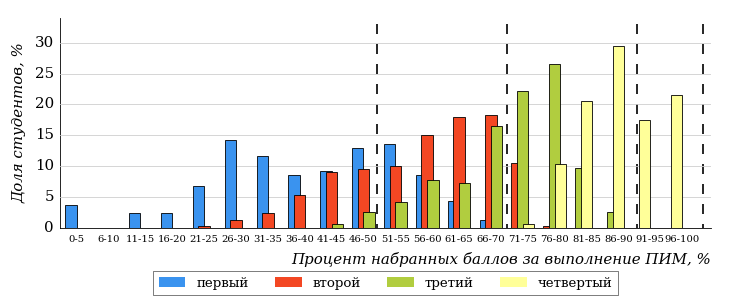 Доля студентов, %
30
25
20
15
10
5
0
0-5 6-10 11-15 16-20 21-25 26-30 31-35 36-40 41-45 46-50 51-55 56-60 61-65 66-70 71-75 76-80 81-85 86-90 91-95 96-100
Процент набранных баллов за выполнение ПИМ, %
первый второй третий четвертый